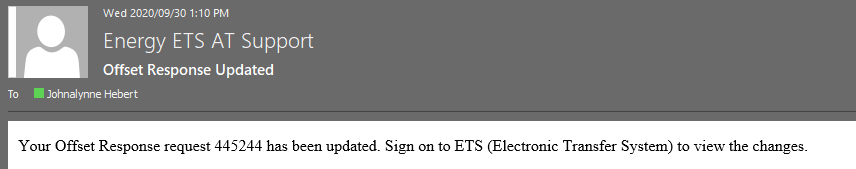 Wed 2020/09/30 1:10 PM
Energy ETS AT Support
Offset Response Updated
To Johnalynne Hebert
Your Offset Response request 445244 has been updated. Sign on to ETS (Electronic Transfer System) to view the changes.